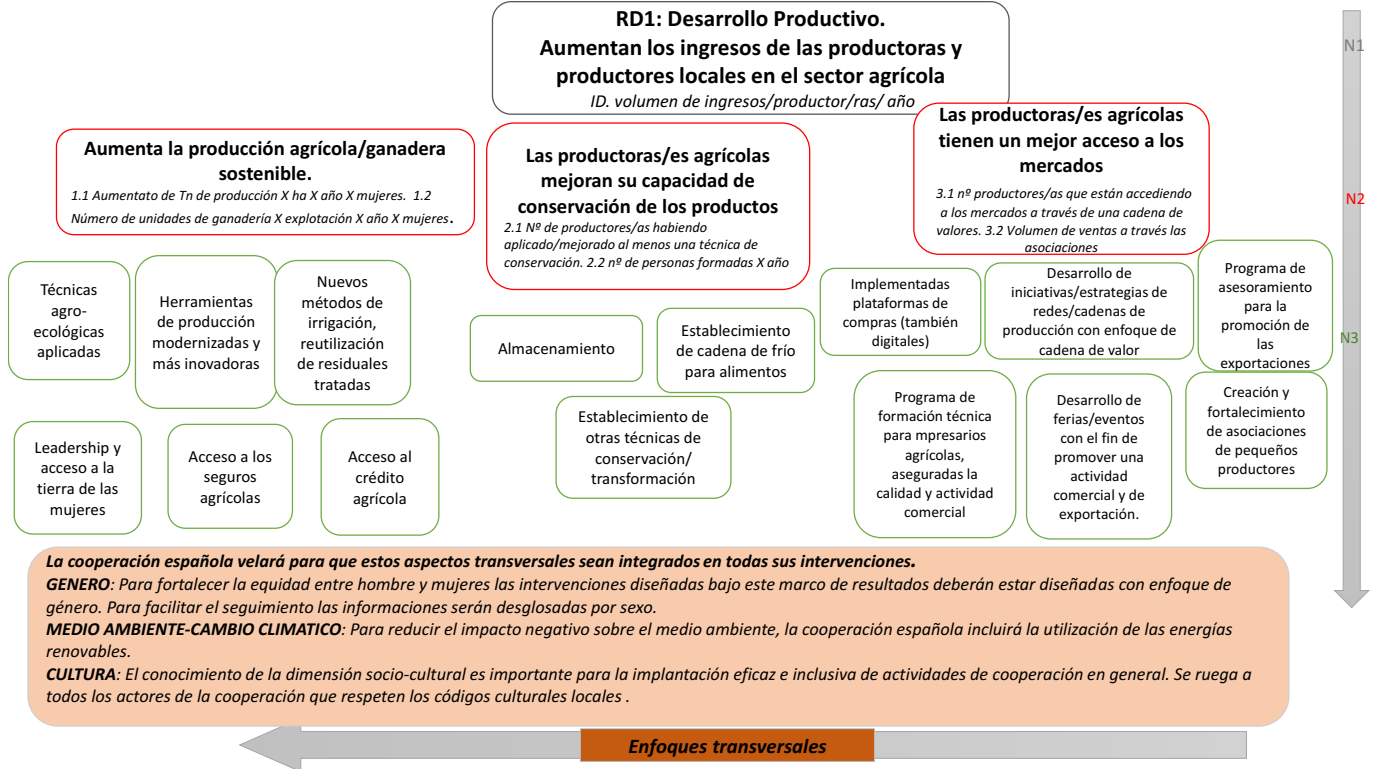 RD1: Desarrollo Productivo.
Aumentan los ingresos de las productoras y
productores locales en el sector agrícola
ID. volumen de ingresos/productor/ras/ año
N1
Aumenta la producción agrícola/ganadera
sostenible.
1.1 Aumentato de Tn de producción X ha X año X mujeres. 1.2
Número de unidades de ganadería X explotación X año X mujeres.
Las productoras/es agrícolas
mejoran su capacidad de
conservación de los productos
2.1 Nº de productores/as habiendo
aplicado/mejorado al menos una técnica de
conservación. 2.2 nº de personas formadas X año
Las productoras/es agrícolas
tienen un mejor acceso a los
mercados
3.1 nº productores/as que están accediendo
a los mercados a través de una cadena de
valores. 3.2 Volumen de ventas a través las
asociaciones
N2
Técnicas
agro-
ecológicas
aplicadas
Herramientas
de producción
modernizadas y
más inovadoras
Nuevos
métodos de
irrigación,
reutilización
de residuales
tratadas
Almacenamiento
Establecimiento
de cadena de frío
para alimentos
Implementadas
plataformas de
compras (también
digitales)
Desarrollo de
iniciativas/estrategias de
redes/cadenas de
producción con enfoque de
cadena de valor
Programa de
asesoramiento
para la
promoción de
las
exportaciones
N3
Leadership y
acceso a la
tierra de las
mujeres
Acceso a los
seguros
agrícolas
Acceso al
crédito
agrícola
Establecimiento de
otras técnicas de
conservación/
transformación
Programa de
formación técnica
para mpresarios
agrícolas,
aseguradas la
calidad y actividad
comercial
Desarrollo de
ferias/eventos
con el fin de
promover una
actividad
comercial y de
exportación.
Creación y
fortalecimiento
de asociaciones
de pequeños
productores
La cooperación española velará para que estos aspectos transversales sean integrados en todas sus intervenciones.
GENERO: Para fortalecer la equidad entre hombre y mujeres las intervenciones diseñadas bajo este marco de resultados deberán estar diseñadas con enfoque de
género. Para facilitar el seguimiento las informaciones serán desglosadas por sexo.
MEDIO AMBIENTE-CAMBIO CLIMATICO: Para reducir el impacto negativo sobre el medio ambiente, la cooperación española incluirá la utilización de las energías
renovables.
CULTURA: El conocimiento de la dimensión socio-cultural es importante para la implantación eficaz e inclusiva de actividades de cooperación en general. Se ruega a
todos los actores de la cooperación que respeten los códigos culturales locales .
Enfoques transversales